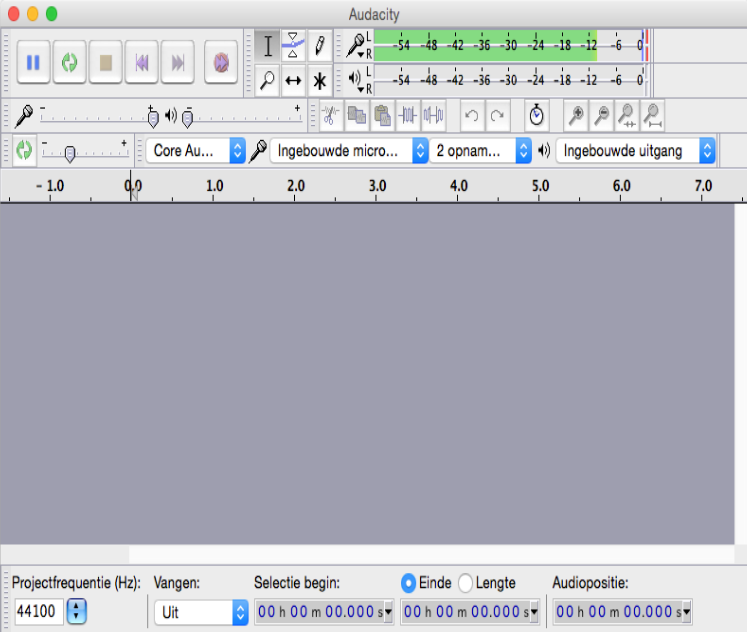 Audacity
L
R
-54 -48 -42 -36 -30 -24 -18 -12 -6 0
L
R
-54 -48 -42 -36 -30 -24 -18 -12 -6 0
- + - +
- + Core Au... Ingebouwde micro... 2 opnam... Ingebouwde uitgang
- 1.0 0,0 1.0 2.0 3.0 4.0 5.0 6.0 7.0
Projectfrequentie (Hz): Vangen: Selectie begin: Einde Lengte Audiopositie:
44100 Uit 00 h 00 m 00.000 s 00 h 00 m 00.000 s 00 h 00 m 00.000 s